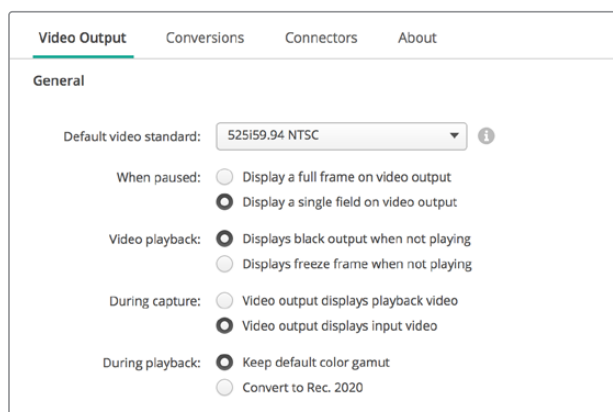 Video Output Conversions Connectors About
General
Default video standard: 525i59.94 NTSC
When paused: Display a full frame on video output
Display a single field on video output
Video playback: Displays black output when not playing
Displays freeze frame when not playing
During capture: Video output displays playback video
Video output displays input video
During playback: Keep default color gamut
Convert to Rec. 2020